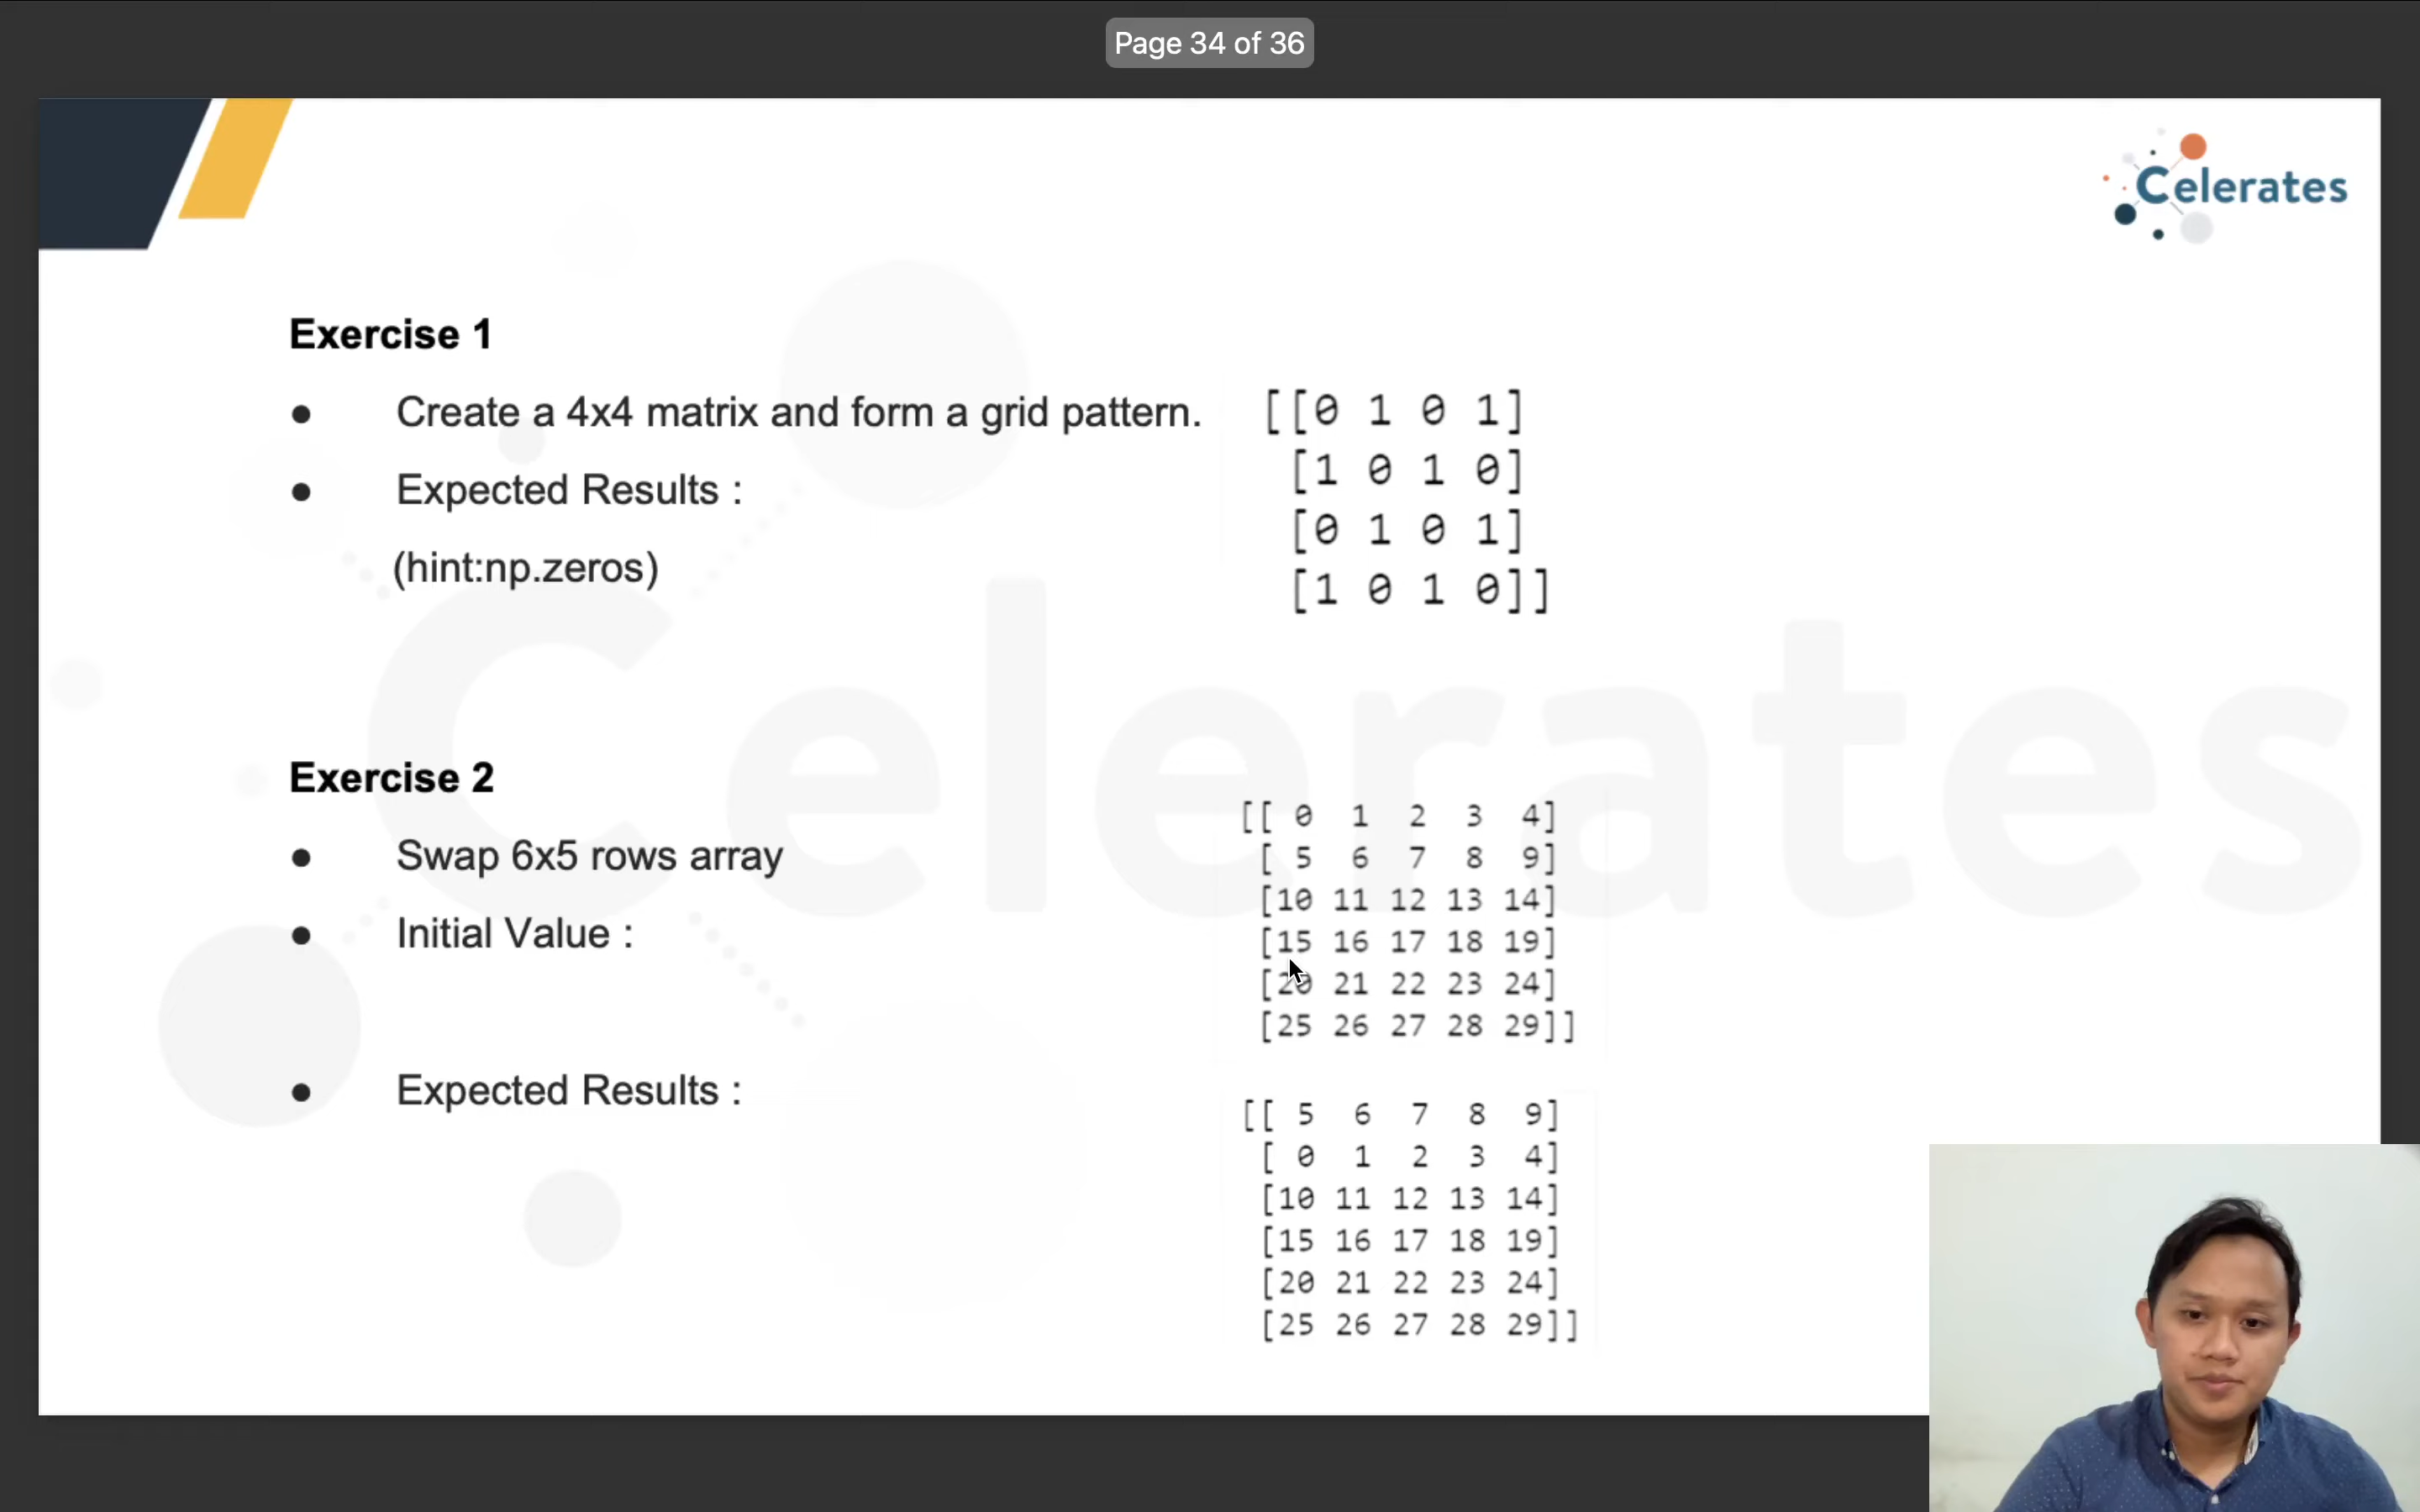 Page 34 of 36
Celerates
Exercise 1
● Create a 4x4 matrix and form a grid pattern.
● Expected Results :
(hint:np.zeros)
[[0 1 0 1]
[1 0 1 0]
[0 1 0 1]
[1 0 1 0]]
Exercise 2
● Swap 6x5 rows array
● Initial Value :
[[ 0 1 2 3 4]
[ 5 6 7 8 9]
[10 11 12 13 14]
[15 16 17 18 19]
[20 21 22 23 24]
[25 26 27 28 29]]
● Expected Results :
[[ 5 6 7 8 9]
[ 0 1 2 3 4]
[10 11 12 13 14]
[15 16 17 18 19]
[20 21 22 23 24]
[25 26 27 28 29]]
Celerates